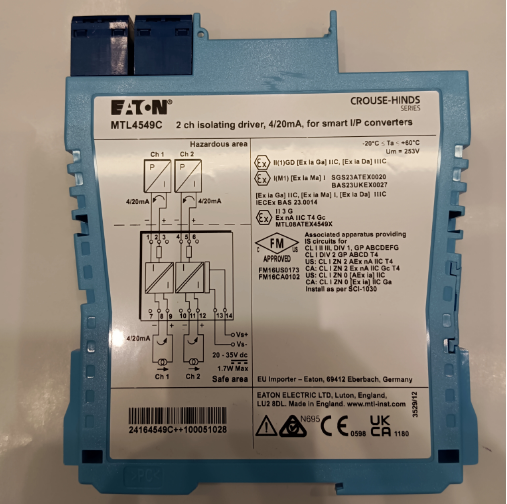 EATON
CROUSE-HINDS
SERIES
MTL4549C 2 ch isolating driver, 4/20mA, for smart I/P converters
Hazardous area
-20°C ≤ Ta ≤ +60°C
Um = 253V
Ch 1 Ch 2
P I P I
4/20mA 4/20mA
1 2 3 4 5 6
7 8 9 10 11 12 13 14
Vs+
Vs-
4/20mA
20 - 35V dc
1.7W Max
Ch 1 Ch 2
Safe area
II(1)GD [Ex ia Ga] IIC, [Ex ia Da] IIIC
I(M1) [Ex ia Ma] I SGS23ATEX0020
BAS23UKEX0027
[Ex ia Ga] IIC, [Ex ia Ma] I, [Ex ia Da] IIIC
IECEx BAS 23.0014
II 3 G
Ex nA IIC T4 Gc
MTL08ATEX4549X
FM
US
APPROVED
FM16US0173
FM16CA0102
Associated apparatus providing
IS circuits for
CL I II III, DIV 1, GP ABCDEFG
CL I DIV 2 GP ABCD T4
US: CL I ZN 2 AEx nA IIC T4
CA: CL I ZN 2 Ex nA IIC Gc T4
US: CL I ZN 0 [AEx ia] IIC
CA: CL I ZN 0 [Ex ia] IIC Ga
Install as per SCI-1030
EU Importer - Eaton, 69412 Eberbach, Germany
EATON ELECTRIC LTD, Luton, England,
LU2 8DL. Made in England. www.mtl-inst.com
24164549C++100051028
N695
CE 0598
UK
CA 1180
3529/12